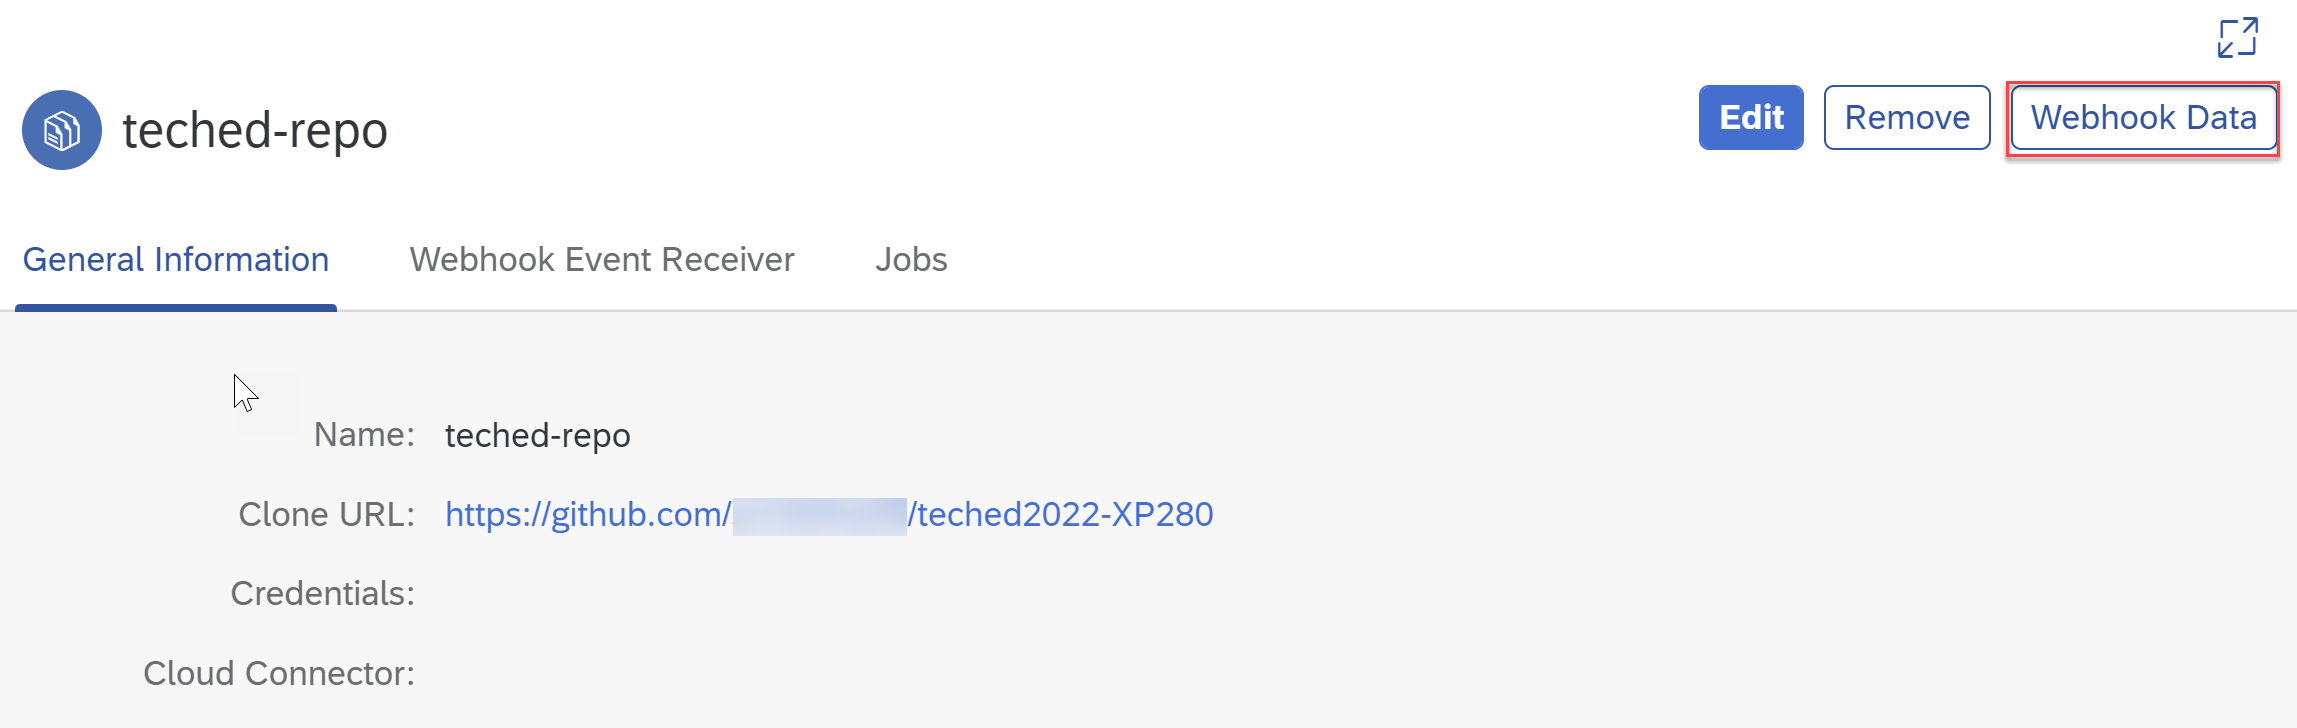 teched-repo
Edit Remove Webhook Data
General Information Webhook Event Receiver Jobs
Name: teched-repo
Clone URL: https://github.com/ /teched2022-XP280
Credentials:
Cloud Connector: